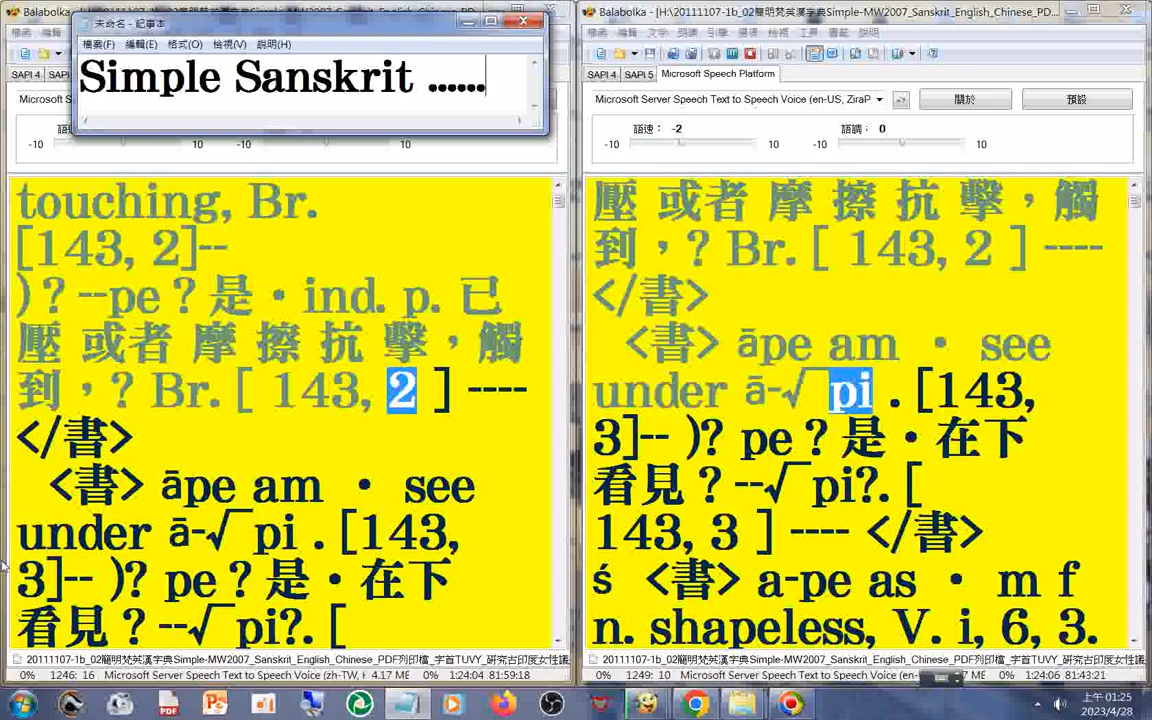 未命名 - 記事本
檔案(F) 編輯(E) 格式(O) 檢視(V) 說明(H)
Simple Sanskrit ......
Balabolka
SAPI 4
Microsoft S
-10 10 -10 10
touching, Br.
[143, 2]--
)? --pe ? 是・ind. p. 已
壓 或者 摩 擦 抗 擊，觸
到，? Br. [ 143, 2 ] ----
</書>
<書> āpe am ・ see
under ā-√ pi . [143,
3]-- )? pe ? 是・在下
看見 ? --√ pi?. [
20111107-1b_02簡明梵英漢字典Simple-MW2007_Sanskrit_English_Chinese_PDF列印檔_字首TUVY_研究古印度女性議
0% 1246: 16 Microsoft Server Speech Text to Speech Voice (zh-TW, 4.17 ME 0% 1:24:04 81:59:18
Balabolka - [H:\20111107-1b_02簡明梵英漢字典Simple-MW2007_Sanskrit_English_Chinese_PD...
SAPI 4 SAPI 5 Microsoft Speech Platform
Microsoft Server Speech Text to Speech Voice (en-US, ZiraP 關於 預設
語速： -2 語調： 0
-10 10 -10 10
壓 或者 摩 擦 抗 擊，觸
到，? Br. [ 143, 2 ] ----
</書>
<書> āpe am ・ see
under ā-√ pi . [143,
3]-- )? pe ? 是・在下
看見 ? --√ pi?. [
143, 3 ] ---- </書>
ś <書> a-pe as ・ m f
n. shapeless, V. i, 6, 3.
20111107-1b_02簡明梵英漢字典Simple-MW2007_Sanskrit_English_Chinese_PDF列印檔_字首TUVY_研究古印度女性議
0% 1249: 10 Microsoft Server Speech Text to Speech Voice (en-US, 4.17 ME 0% 1:24:06 81:43:21
上午 01:25
2023/4/28